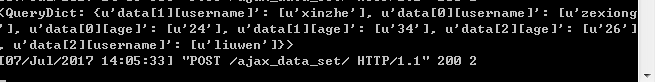 <QueryDict: {u'data[1][username]': [u'xinzhe'], u'data[0][username]': [u'zexiong
'], u'data[0][age]': [u'24'], u'data[1][age]': [u'34'], u'data[2][age]': [u'26']
, u'data[2][username]': [u'liuwen']}>
[07/Jul/2017 14:05:33] "POST /ajax_data_set/ HTTP/1.1" 200 2